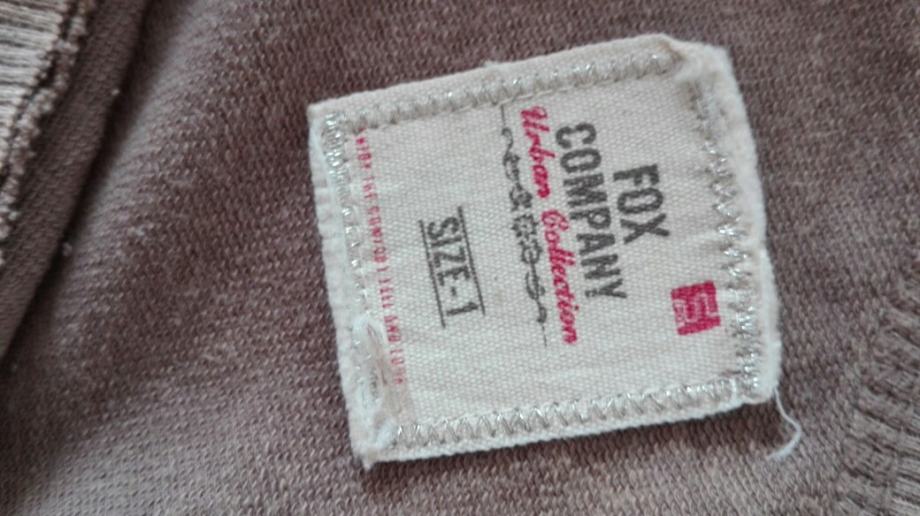 FOX
COMPANY
Urban Collection
SIZE-1